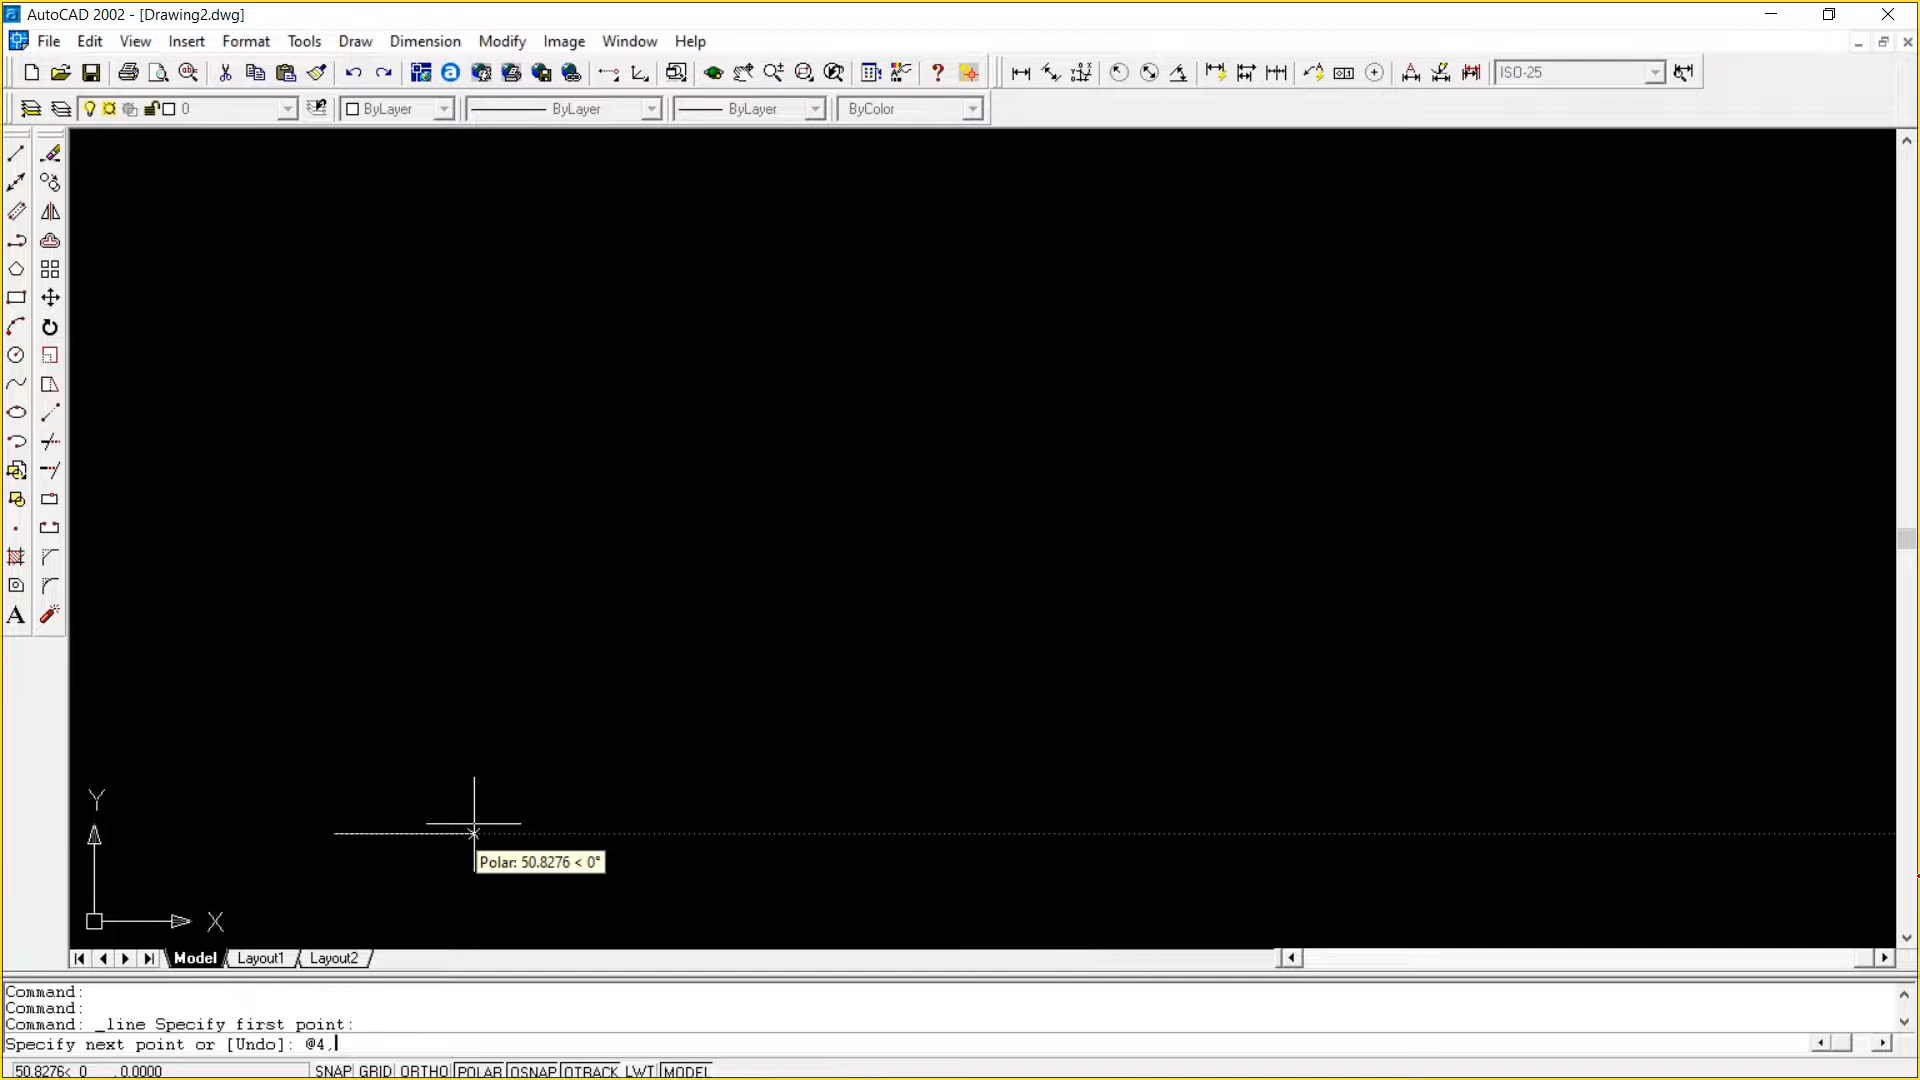 AutoCAD 2002 - [Drawing2.dwg]
File Edit View Insert Format Tools Draw Dimension Modify Image Window Help
ISO-25
0 ByLayer ByLayer ByLayer ByColor
A
Y
Polar: 50.8276 < 0°
X
Model Layout1 Layout2
Command:
Command:
Command: _line Specify first point:
Specify next point or [Undo]: @4,
50.8276< 0 , 0.0000 SNAP GRID ORTHO POLAR OSNAP OTRACK LWT MODEL